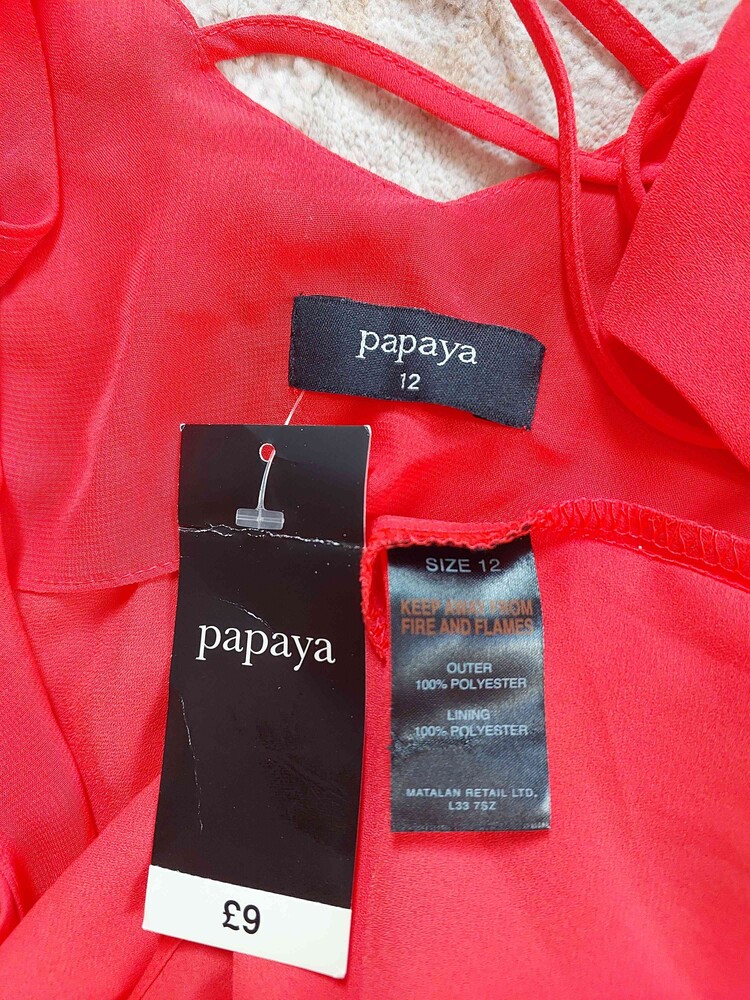 papaya
12
papaya
£9
SIZE 12
KEEP AWAY FROM
FIRE AND FLAMES
OUTER
100% POLYESTER
LINING
100% POLYESTER
MATALAN RETAIL LTD,
L33 7SZ